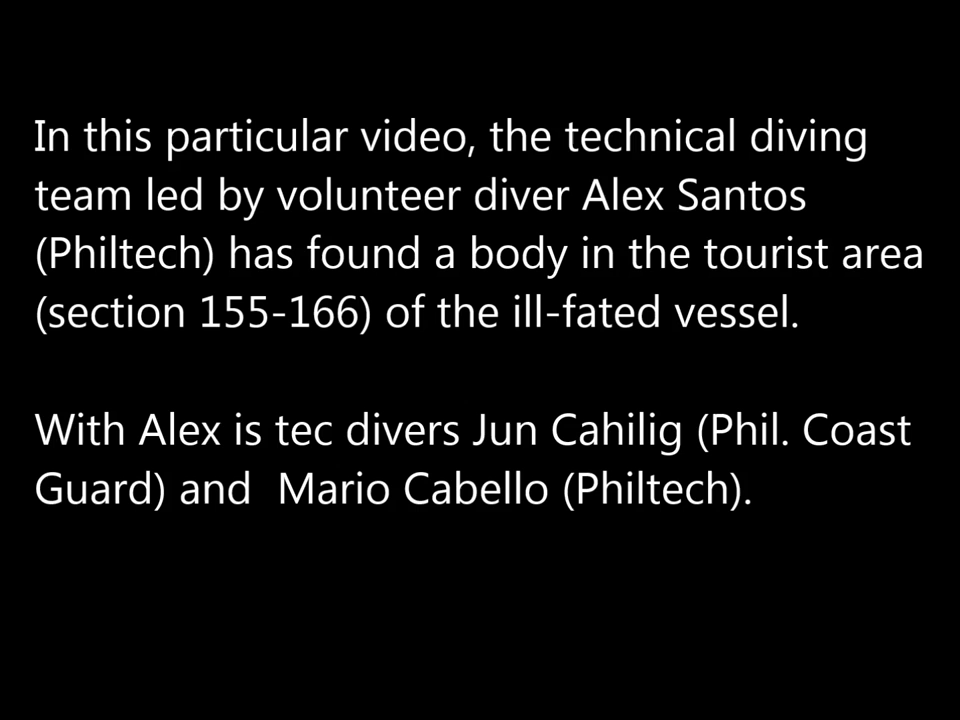 In this particular video, the technical diving
team led by volunteer diver Alex Santos
(Philtech) has found a body in the tourist area
(section 155-166) of the ill-fated vessel.
With Alex is tec divers Jun Cahilig (Phil. Coast
Guard) and  Mario Cabello (Philtech).